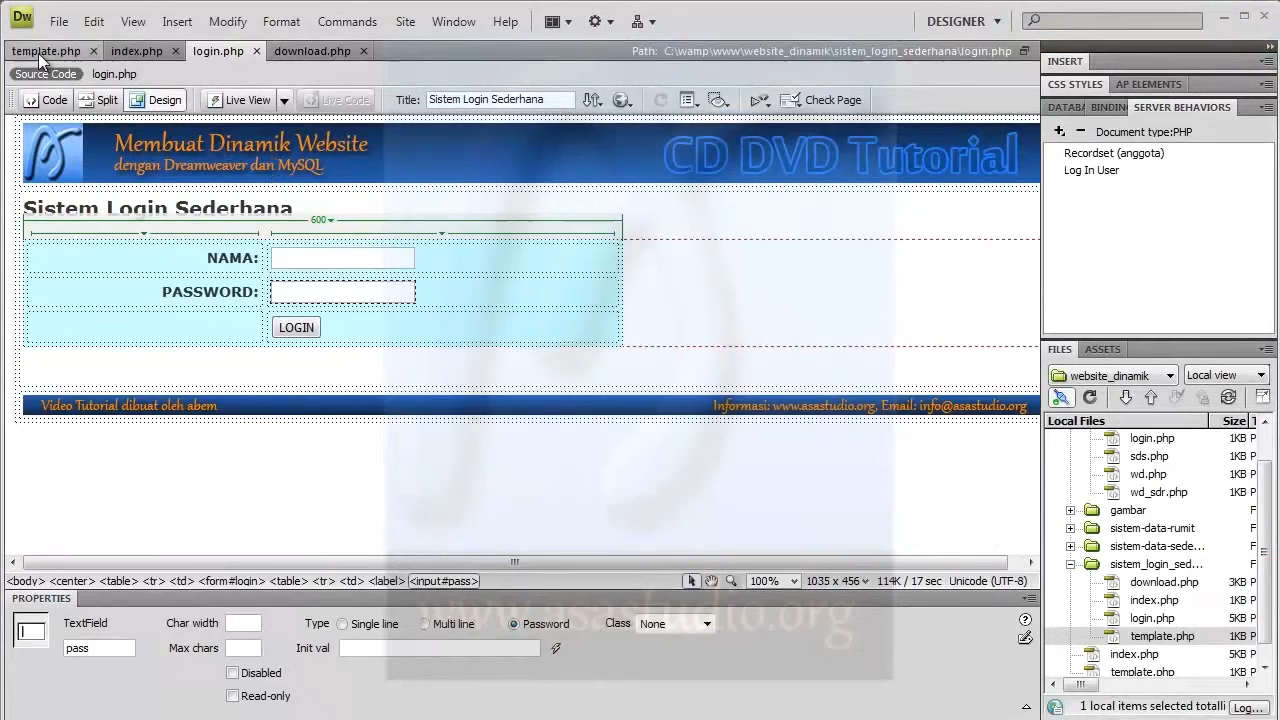 Dw File Edit View Insert Modify Format Commands Site Window Help DESIGNER
template.php index.php login.php download.php Path: C:\wamp\www\website_dinamik\sistem_login_sederhana\login.php
Source Code login.php
Code Split Design Live View Live Code Title: Sistem Login Sederhana Check Page
Membuat Dinamik Website
dengan Dreamweaver dan MySQL
CD DVD Tutorial
Sistem Login Sederhana
600
NAMA:
PASSWORD:
LOGIN
Video Tutorial dibuat oleh abem Informasi: www.asastudio.org, Email: info@asastudio.org
<body> <center> <table> <tr> <td> <form#login> <table> <tr> <td> <label> <input#pass> 100% 1035 x 456 114K / 17 sec Unicode (UTF-8)
PROPERTIES
TextField Char width Type Single line Multi line Password Class None
pass Max chars Init val
Disabled
Read-only
www.asastudio.org
INSERT
CSS STYLES AP ELEMENTS
DATABA BINDING SERVER BEHAVIORS
Document type:PHP
Recordset (anggota)
Log In User
FILES ASSETS
website_dinamik Local view
Local Files Size T
login.php 1KB P
sds.php 1KB P
wd.php 1KB P
wd_sdr.php 1KB P
gambar F
sistem-data-rumit F
sistem-data-sede... F
sistem_login_sed... F
download.php 3KB P
index.php 1KB P
login.php 5KB P
template.php 1KB P
index.php 5KB P
template.php 1KB P
1 local items selected totalli Log...